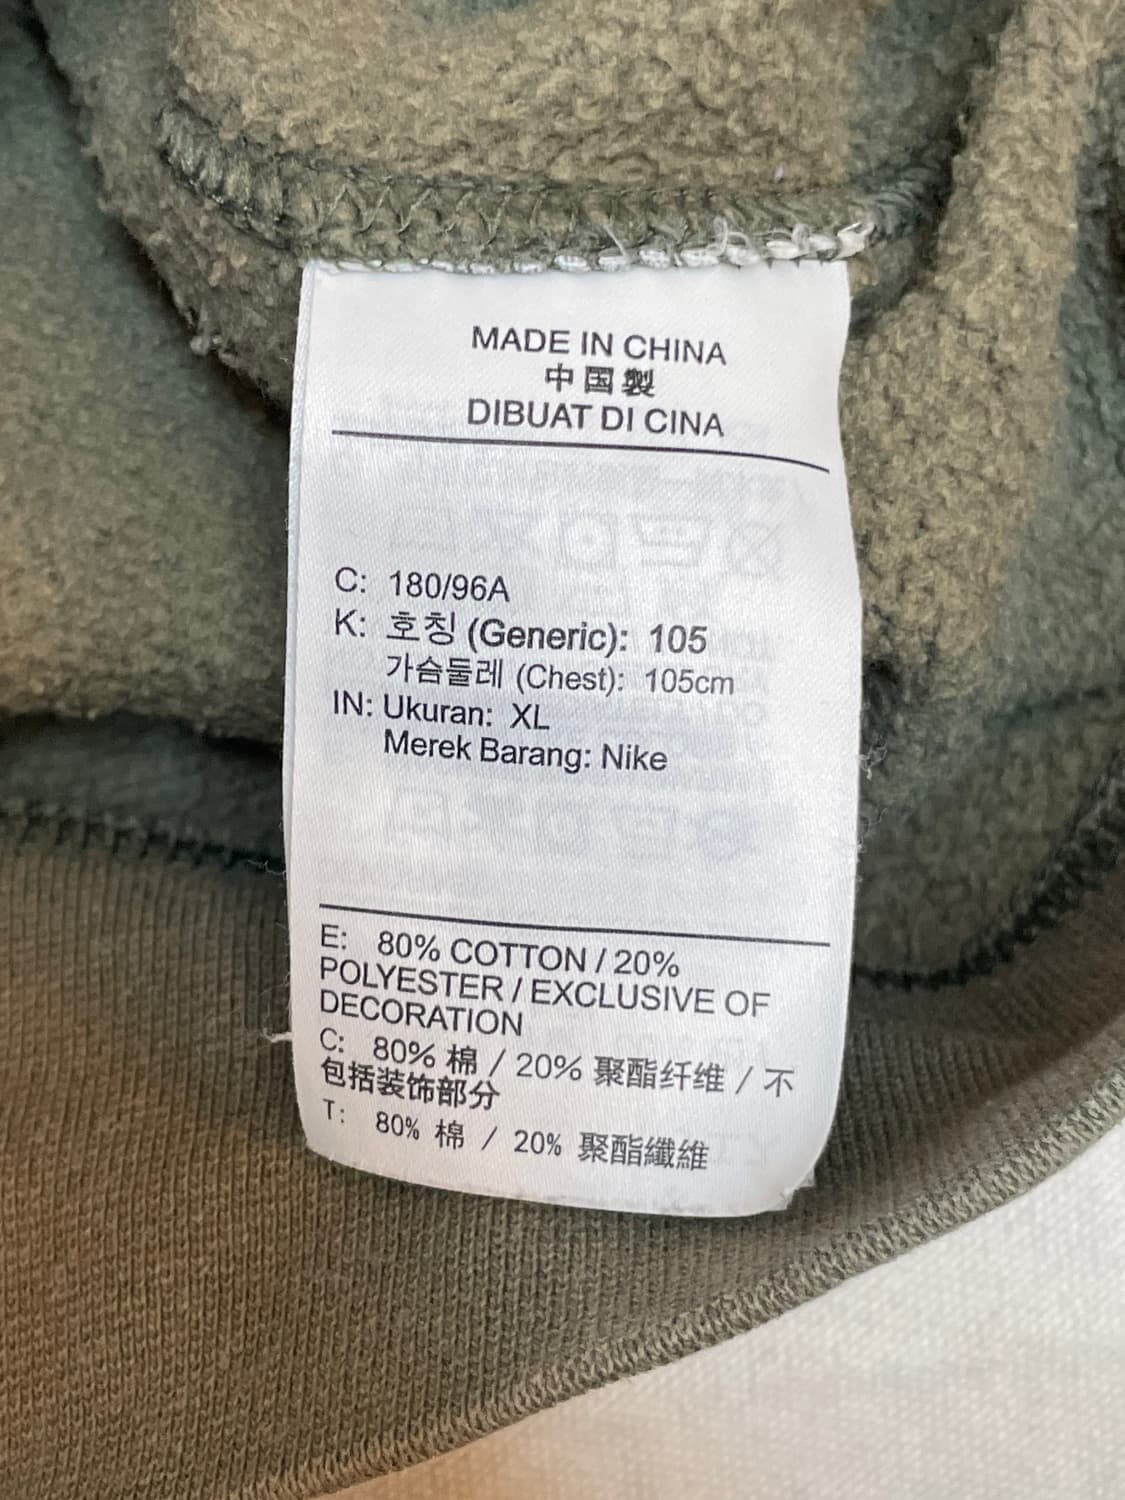 MADE IN CHINA
中国製
DIBUAT DI CINA
C: 180/96A
K: 호칭 (Generic): 105
가슴둘레 (Chest): 105cm
IN: Ukuran: XL
Merek Barang: Nike
E: 80% COTTON / 20%
POLYESTER / EXCLUSIVE OF
DECORATION
C: 80% 棉 / 20% 聚酯纤维 / 不
包括装饰部分
T: 80% 棉 / 20% 聚酯纖維